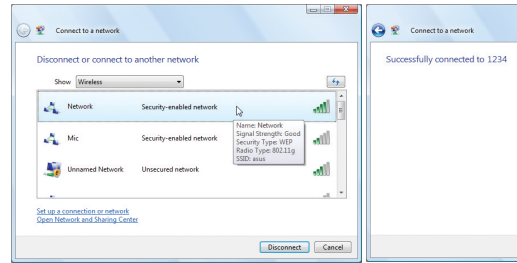 Connect to a network
Disconnect or connect to another network
Show Wireless
Network Security-enabled network
Name: Network
Signal Strength: Good
Security Type: WEP
Radio Type: 802.11g
SSID: asus
Mic Security-enabled network
Unnamed Network Unsecured network
Set up a connection or network
Open Network and Sharing Center
Disconnect Cancel
Connect to a network
Successfully connected to 1234